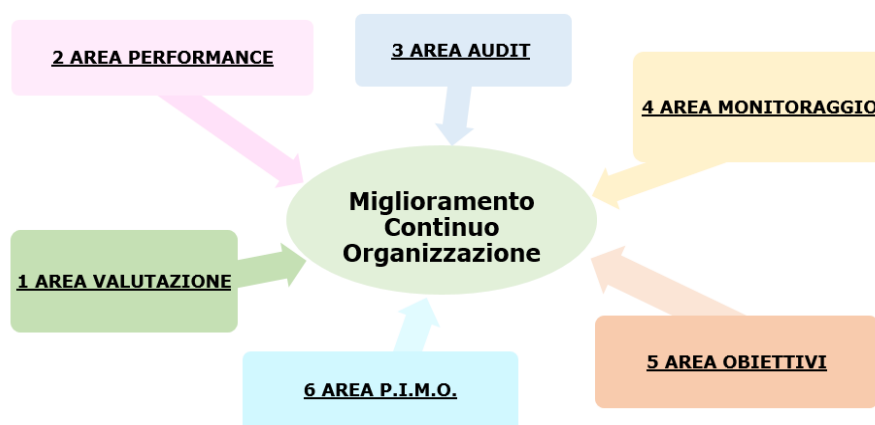 2 AREA PERFORMANCE
3 AREA AUDIT
4 AREA MONITORAGGIO
Miglioramento
Continuo
Organizzazione
1 AREA VALUTAZIONE
5 AREA OBIETTIVI
6 AREA P.I.M.O.